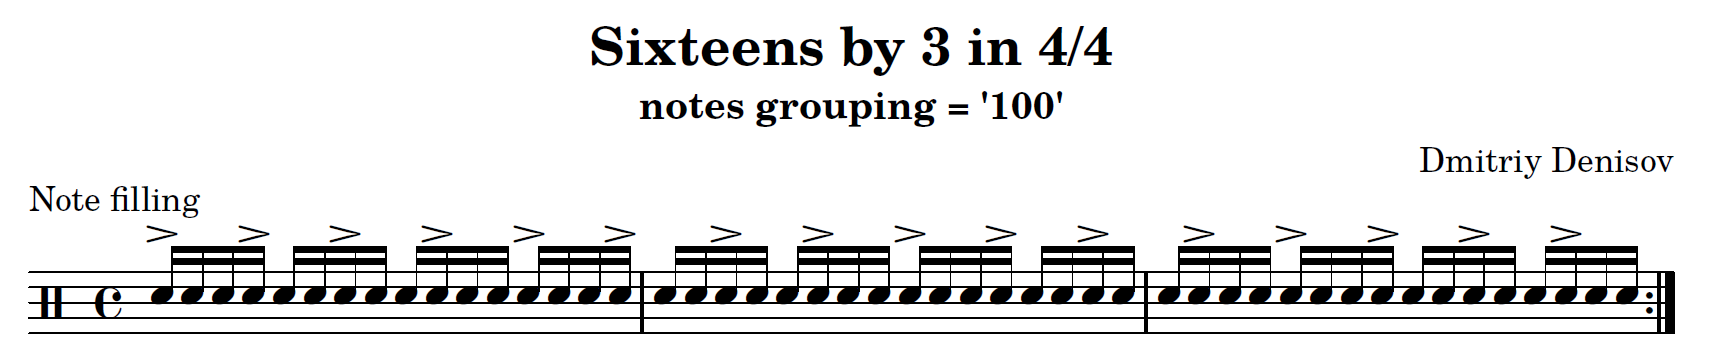 Sixteens by 3 in 4/4
notes grouping = '100'
Dmitriy Denisov
Note filling